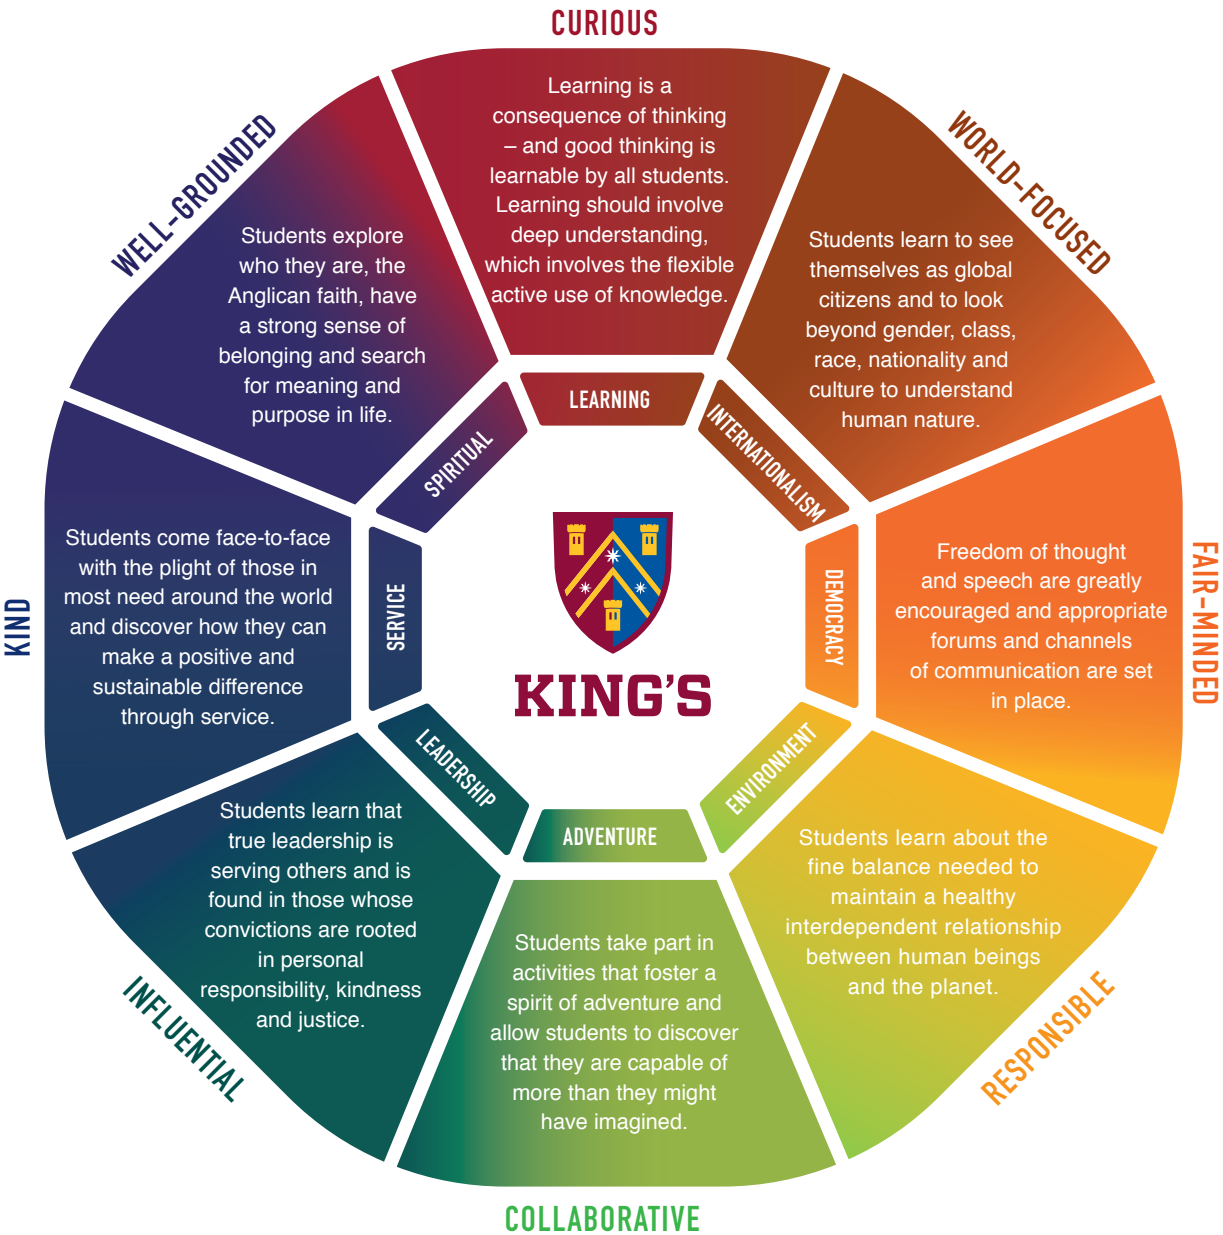 CURIOUS
Learning is a
consequence of thinking
– and good thinking is
learnable by all students.
Learning should involve
deep understanding,
which involves the flexible
active use of knowledge.
LEARNING
WORLD-FOCUSED
Students learn to see
themselves as global
citizens and to look
beyond gender, class,
race, nationality and
culture to understand
human nature.
INTERNATIONALISM
FAIR-MINDED
Freedom of thought
and speech are greatly
encouraged and appropriate
forums and channels
of communication are set
in place.
DEMOCRACY
RESPONSIBLE
Students learn about the
fine balance needed to
maintain a healthy
interdependent relationship
between human beings
and the planet.
ENVIRONMENT
COLLABORATIVE
Students take part in
activities that foster a
spirit of adventure and
allow students to discover
that they are capable of
more than they might
have imagined.
ADVENTURE
INFLUENTIAL
Students learn that
true leadership is
serving others and is
found in those whose
convictions are rooted
in personal
responsibility, kindness
and justice.
LEADERSHIP
KIND
Students come face-to-face
with the plight of those in
most need around the world
and discover how they can
make a positive and
sustainable difference
through service.
SERVICE
WELL-GROUNDED
Students explore
who they are, the
Anglican faith, have
a strong sense of
belonging and search
for meaning and
purpose in life.
SPIRITUAL
KING'S